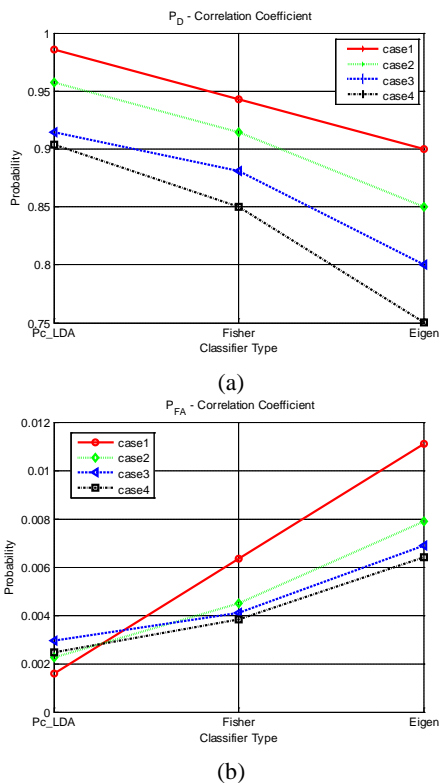 P_D - Correlation Coefficient
1
0.95
0.9
0.85
0.8
0.75
Probability
case1
case2
case3
case4
Pc_LDA Fisher Eigen
Classifier Type
(a)
P_FA - Correlation Coefficient
0.012
0.01
0.008
0.006
0.004
0.002
0
Probability
case1
case2
case3
case4
Pc_LDA Fisher Eigen
Classifier Type
(b)